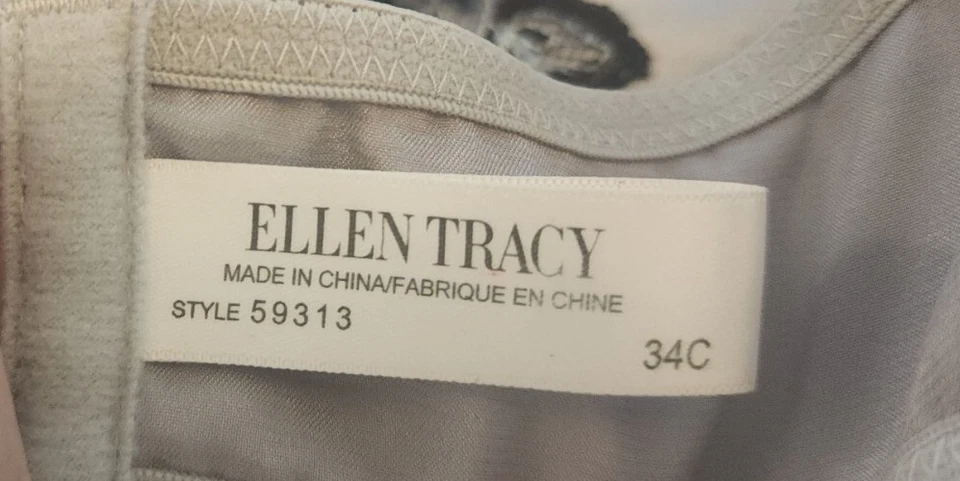 ELLEN TRACY
MADE IN CHINA/FABRIQUE EN CHINE
STYLE 59313
34C